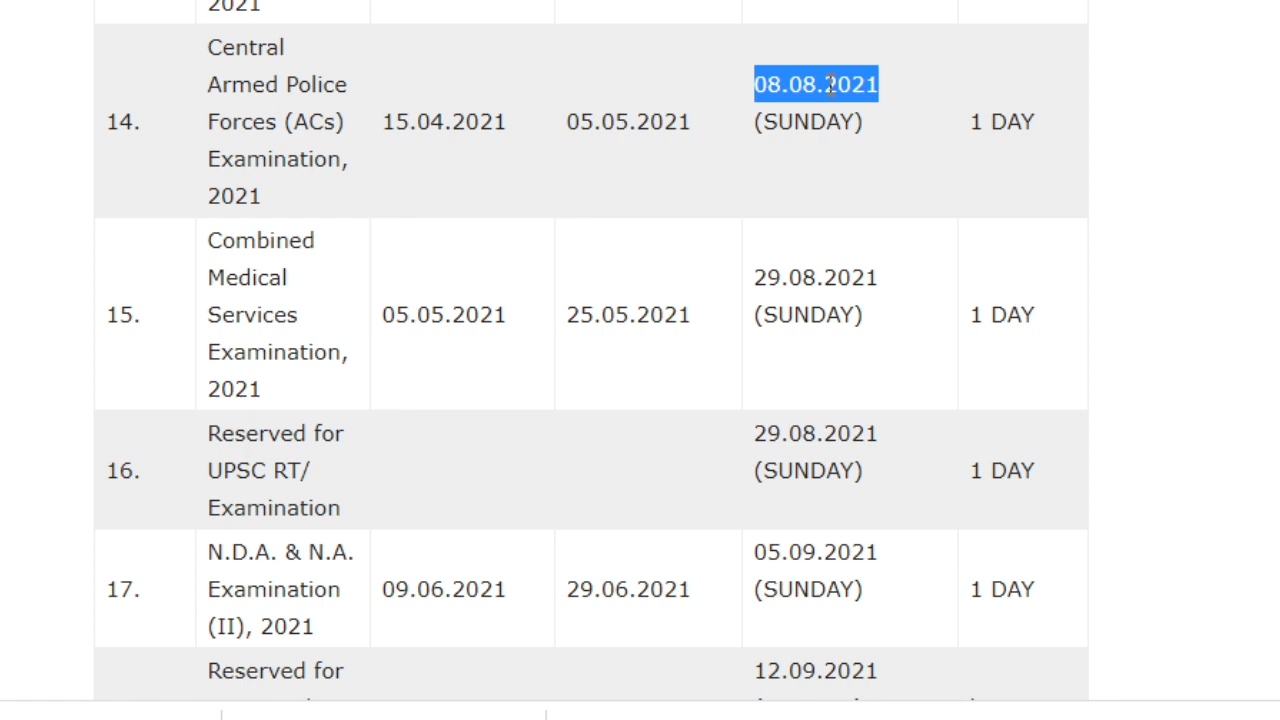 2021
14.
Central
Armed Police
Forces (ACs)
Examination,
2021
15.04.2021
05.05.2021
08.08.2021
(SUNDAY)
1 DAY
15.
Combined
Medical
Services
Examination,
2021
05.05.2021
25.05.2021
29.08.2021
(SUNDAY)
1 DAY
16.
Reserved for
UPSC RT/
Examination
29.08.2021
(SUNDAY)
1 DAY
17.
N.D.A. & N.A.
Examination
(II), 2021
09.06.2021
29.06.2021
05.09.2021
(SUNDAY)
1 DAY
Reserved for
12.09.2021